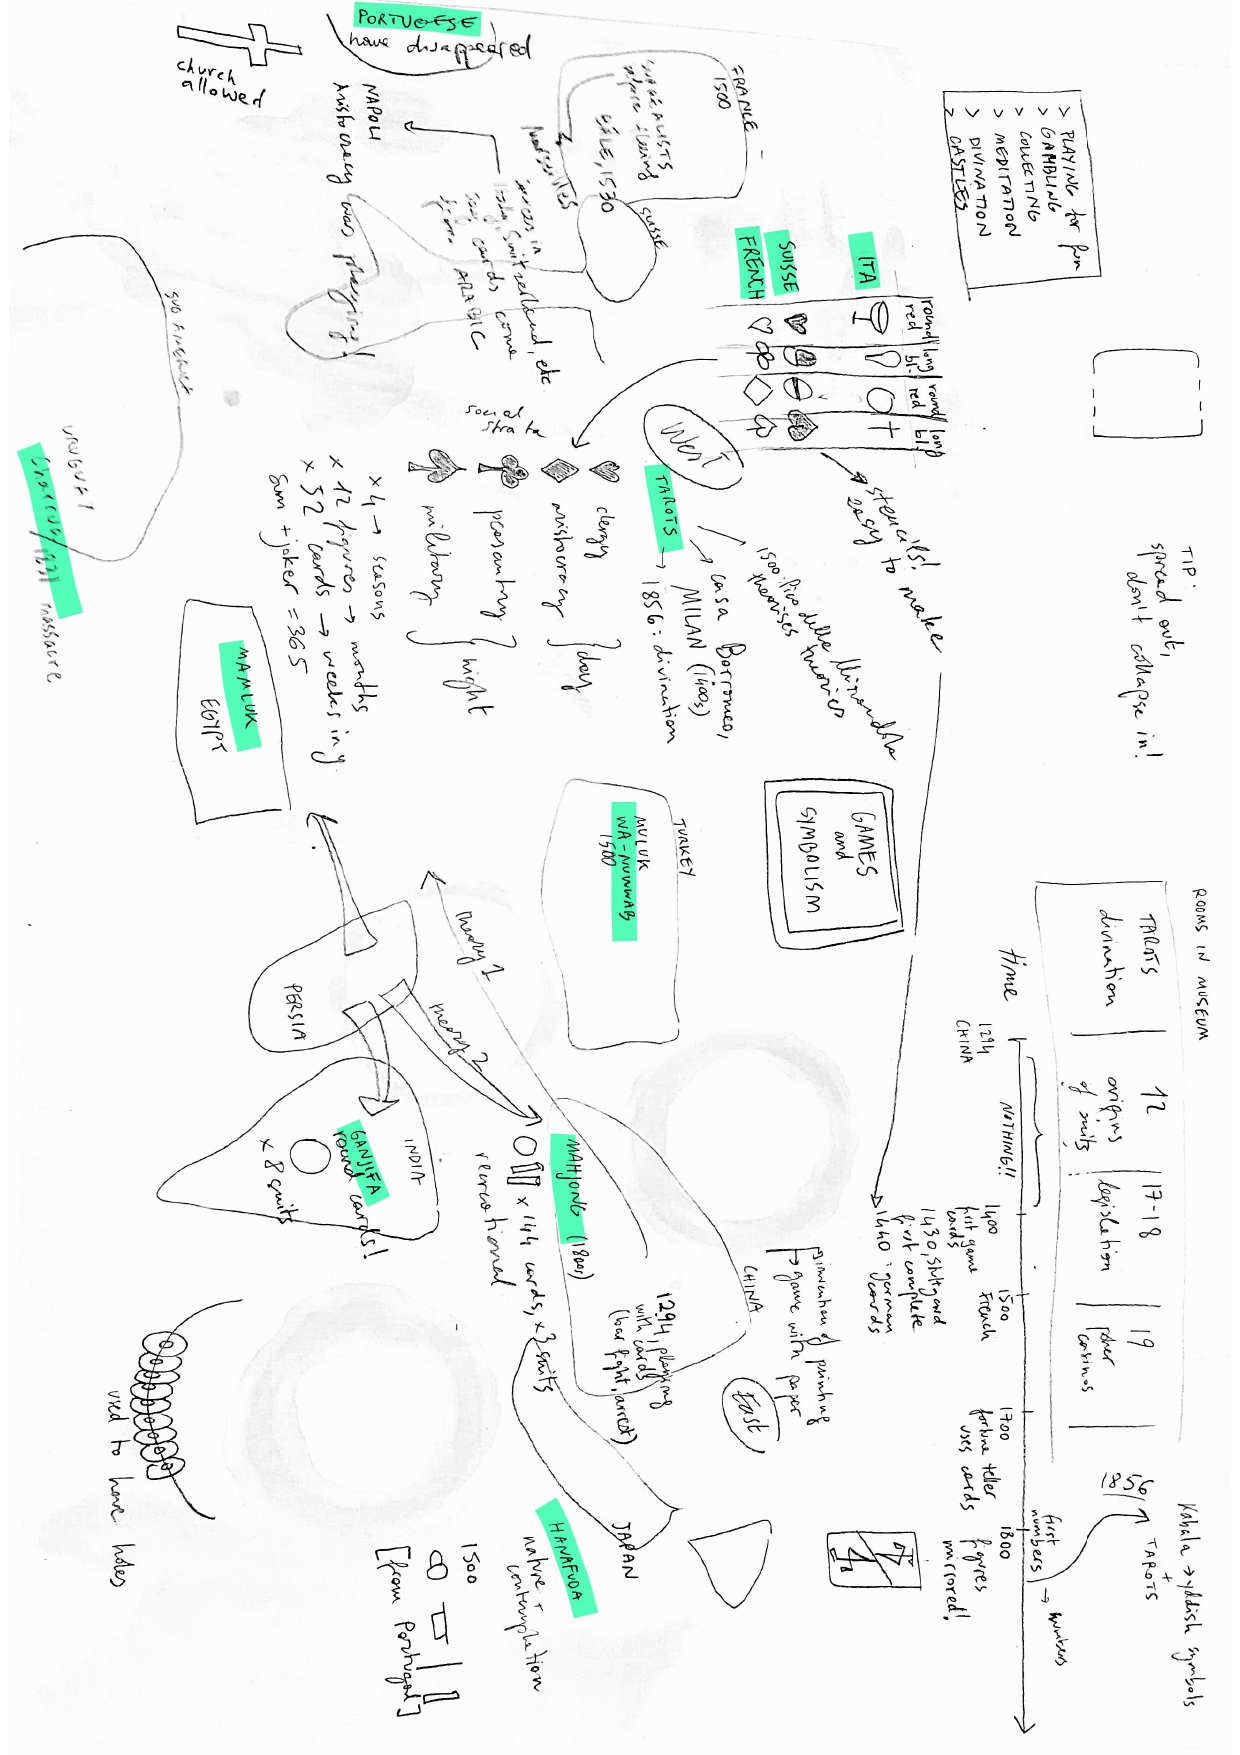 TIP:
spread out,
don't collapse in!
> PLAYING for fun
> GAMBLING
> COLLECTING
> MEDITATION
> DIVINATION
> CASTLES
ROOMS IN MUSEUM
TAROTS
divination
12
origins
of suits
17-18
legislation
19
poker
casinos
Kabala → yddish symbols
+
TAROTS
1856
first
numbers
→ numbers
time
NOTHING!!
1294
CHINA
1400
first game
cards
1430, Stuttgard
first complete
1440: german
cards
1500
French
1700
fortune teller
uses cards
1800
figures
mirrored!
round
red
long
bl.
round
red
long
bl.
ITA
SUISSE
FRENCH
stencils!
easy to make
GAMES
and
SYMBOLISM
West
TAROTS
1500: Pico della Mirandola
theorises theories
casa Borromeo,
MILAN (1400s)
1856: divination
FRANCE
1500
SURREALISTS
before fleeing
Marseilles
SUISSE
BÂLE, 1530
sources in
Italy, Switzerland, etc
say cards come
from ARABIC
NAPOLI
Aristocracy was playing!
PORTUGESE
have disappeared
church
allowed
social
strata
clergy
aristocracy
day
peasantry
military
night
x 4 → seasons
x 12 figures → months
x 52 cards → weeks in y.
sum + joker = 365
TURKEY
MULUK
WA-NUWWAB
1500
MAMLUK
EGYPT
SUD AMERICA
URUGUAY
Charrua 1831 massacre
invention of printing
→ game with paper
East
CHINA
1294, playing
with cards
(bar fight, arrest)
MAHJONG (1800s)
x 144 cards, x 3 suits
recreational
theory 1
theory 2
PERSIA
INDIA
GANJIFA
round cards!
x 8 suits
JAPAN
HANAFUDA
nature
contemplation
1500
[from Portugal]
used to have holes